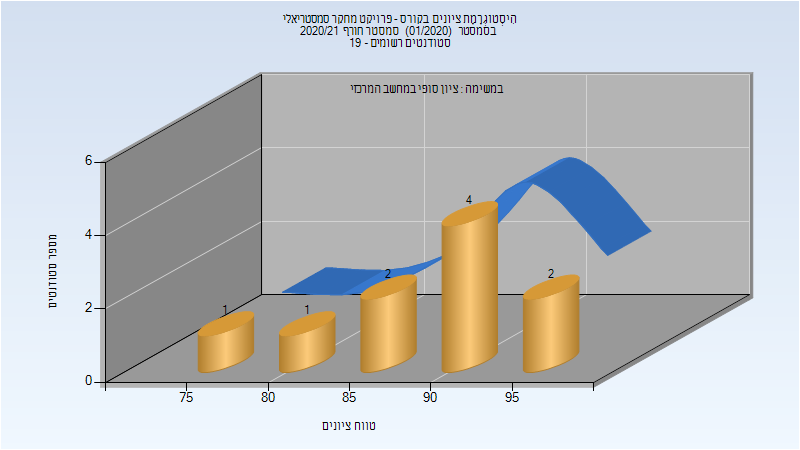 היסטוגרמת ציונים בקורס - פרויקט מחקר סמסטריאלי
בסמסטר (01/2020) סמסטר חורף 2020/21
סטודנטים רשומים - 19
במשימה : ציון סופי במחשב המרכזי
6
4
2
0
מספר סטודנטים
1
1
2
4
2
75
80
85
90
95
טווח ציונים